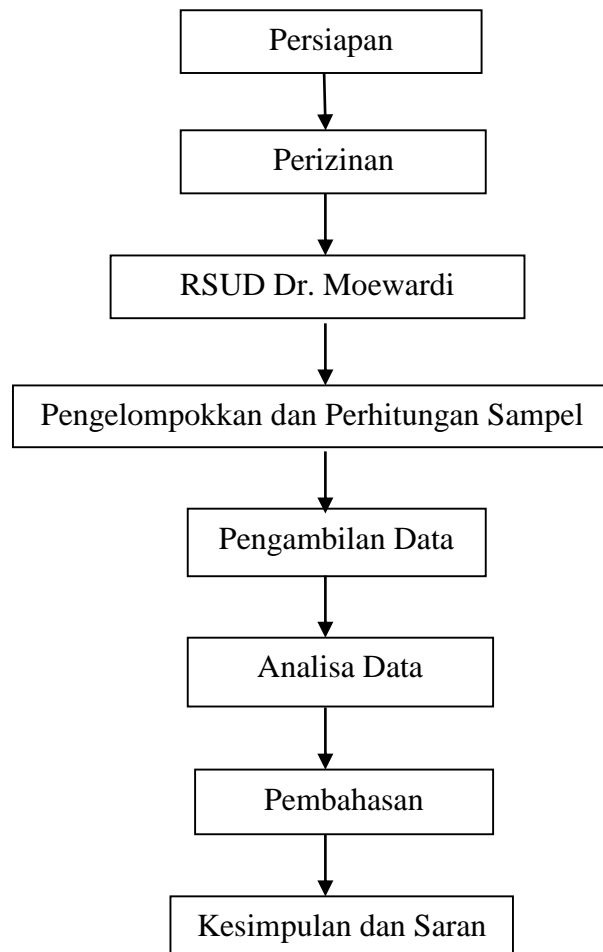 Persiapan
Perizinan
RSUD Dr. Moewardi
Pengelompokkan dan Perhitungan Sampel
Pengambilan Data
Analisa Data
Pembahasan
Kesimpulan dan Saran